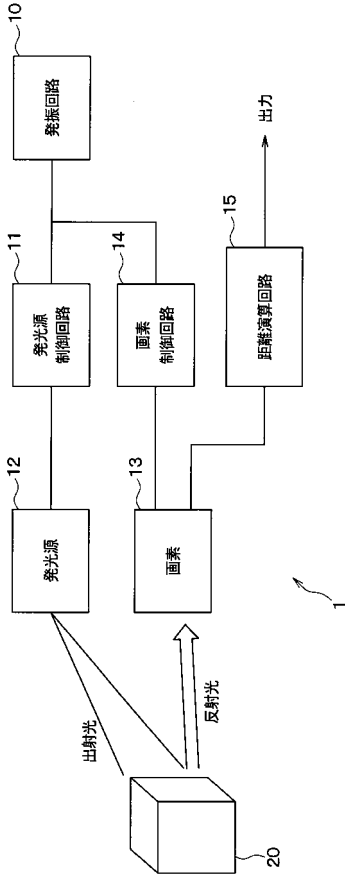 10
発振回路
11
発光源
制御回路
14
画素
制御回路
15
距離演算回路
出力
12
発光源
13
画素
出射光
反射光
20
1